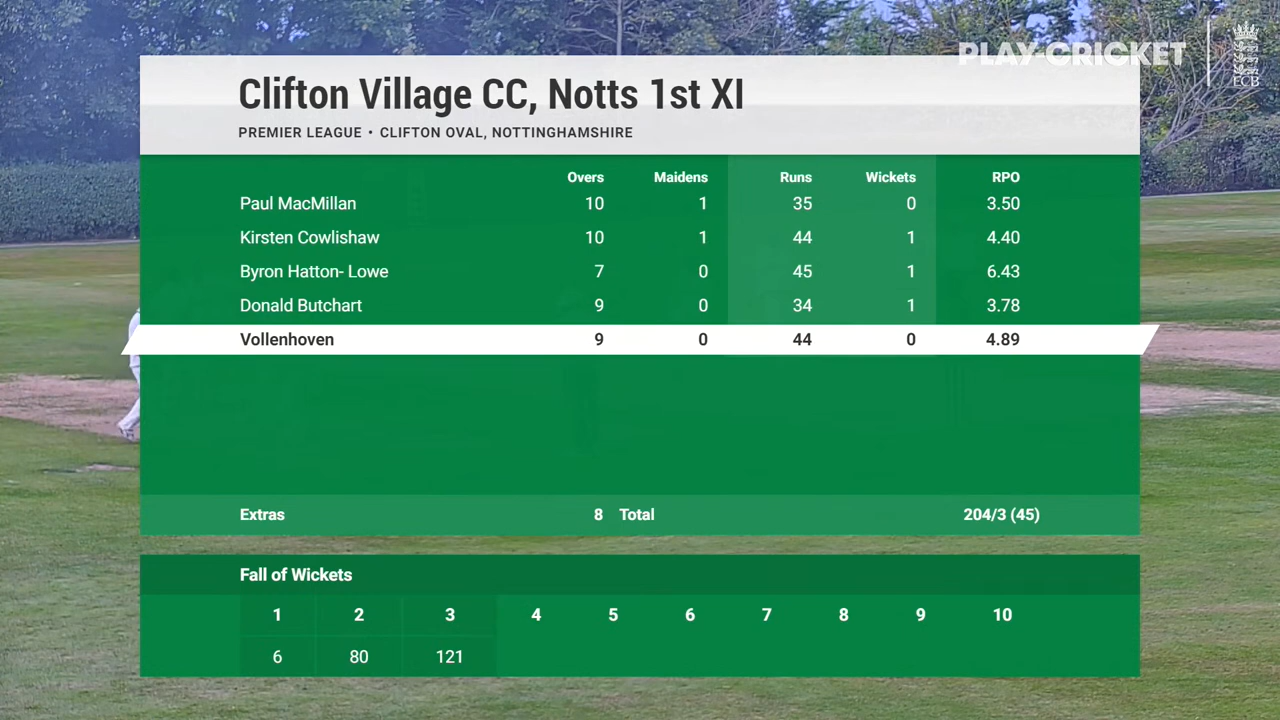 PLAY-CRICKET
ECB
Clifton Village CC, Notts 1st XI
PREMIER LEAGUE • CLIFTON OVAL, NOTTINGHAMSHIRE
Overs Maidens Runs Wickets RPO
Paul MacMillan 10 1 35 0 3.50
Kirsten Cowlishaw 10 1 44 1 4.40
Byron Hatton- Lowe 7 0 45 1 6.43
Donald Butchart 9 0 34 1 3.78
Vollenhoven 9 0 44 0 4.89
Extras 8 Total 204/3 (45)
Fall of Wickets
1 2 3 4 5 6 7 8 9 10
6 80 121